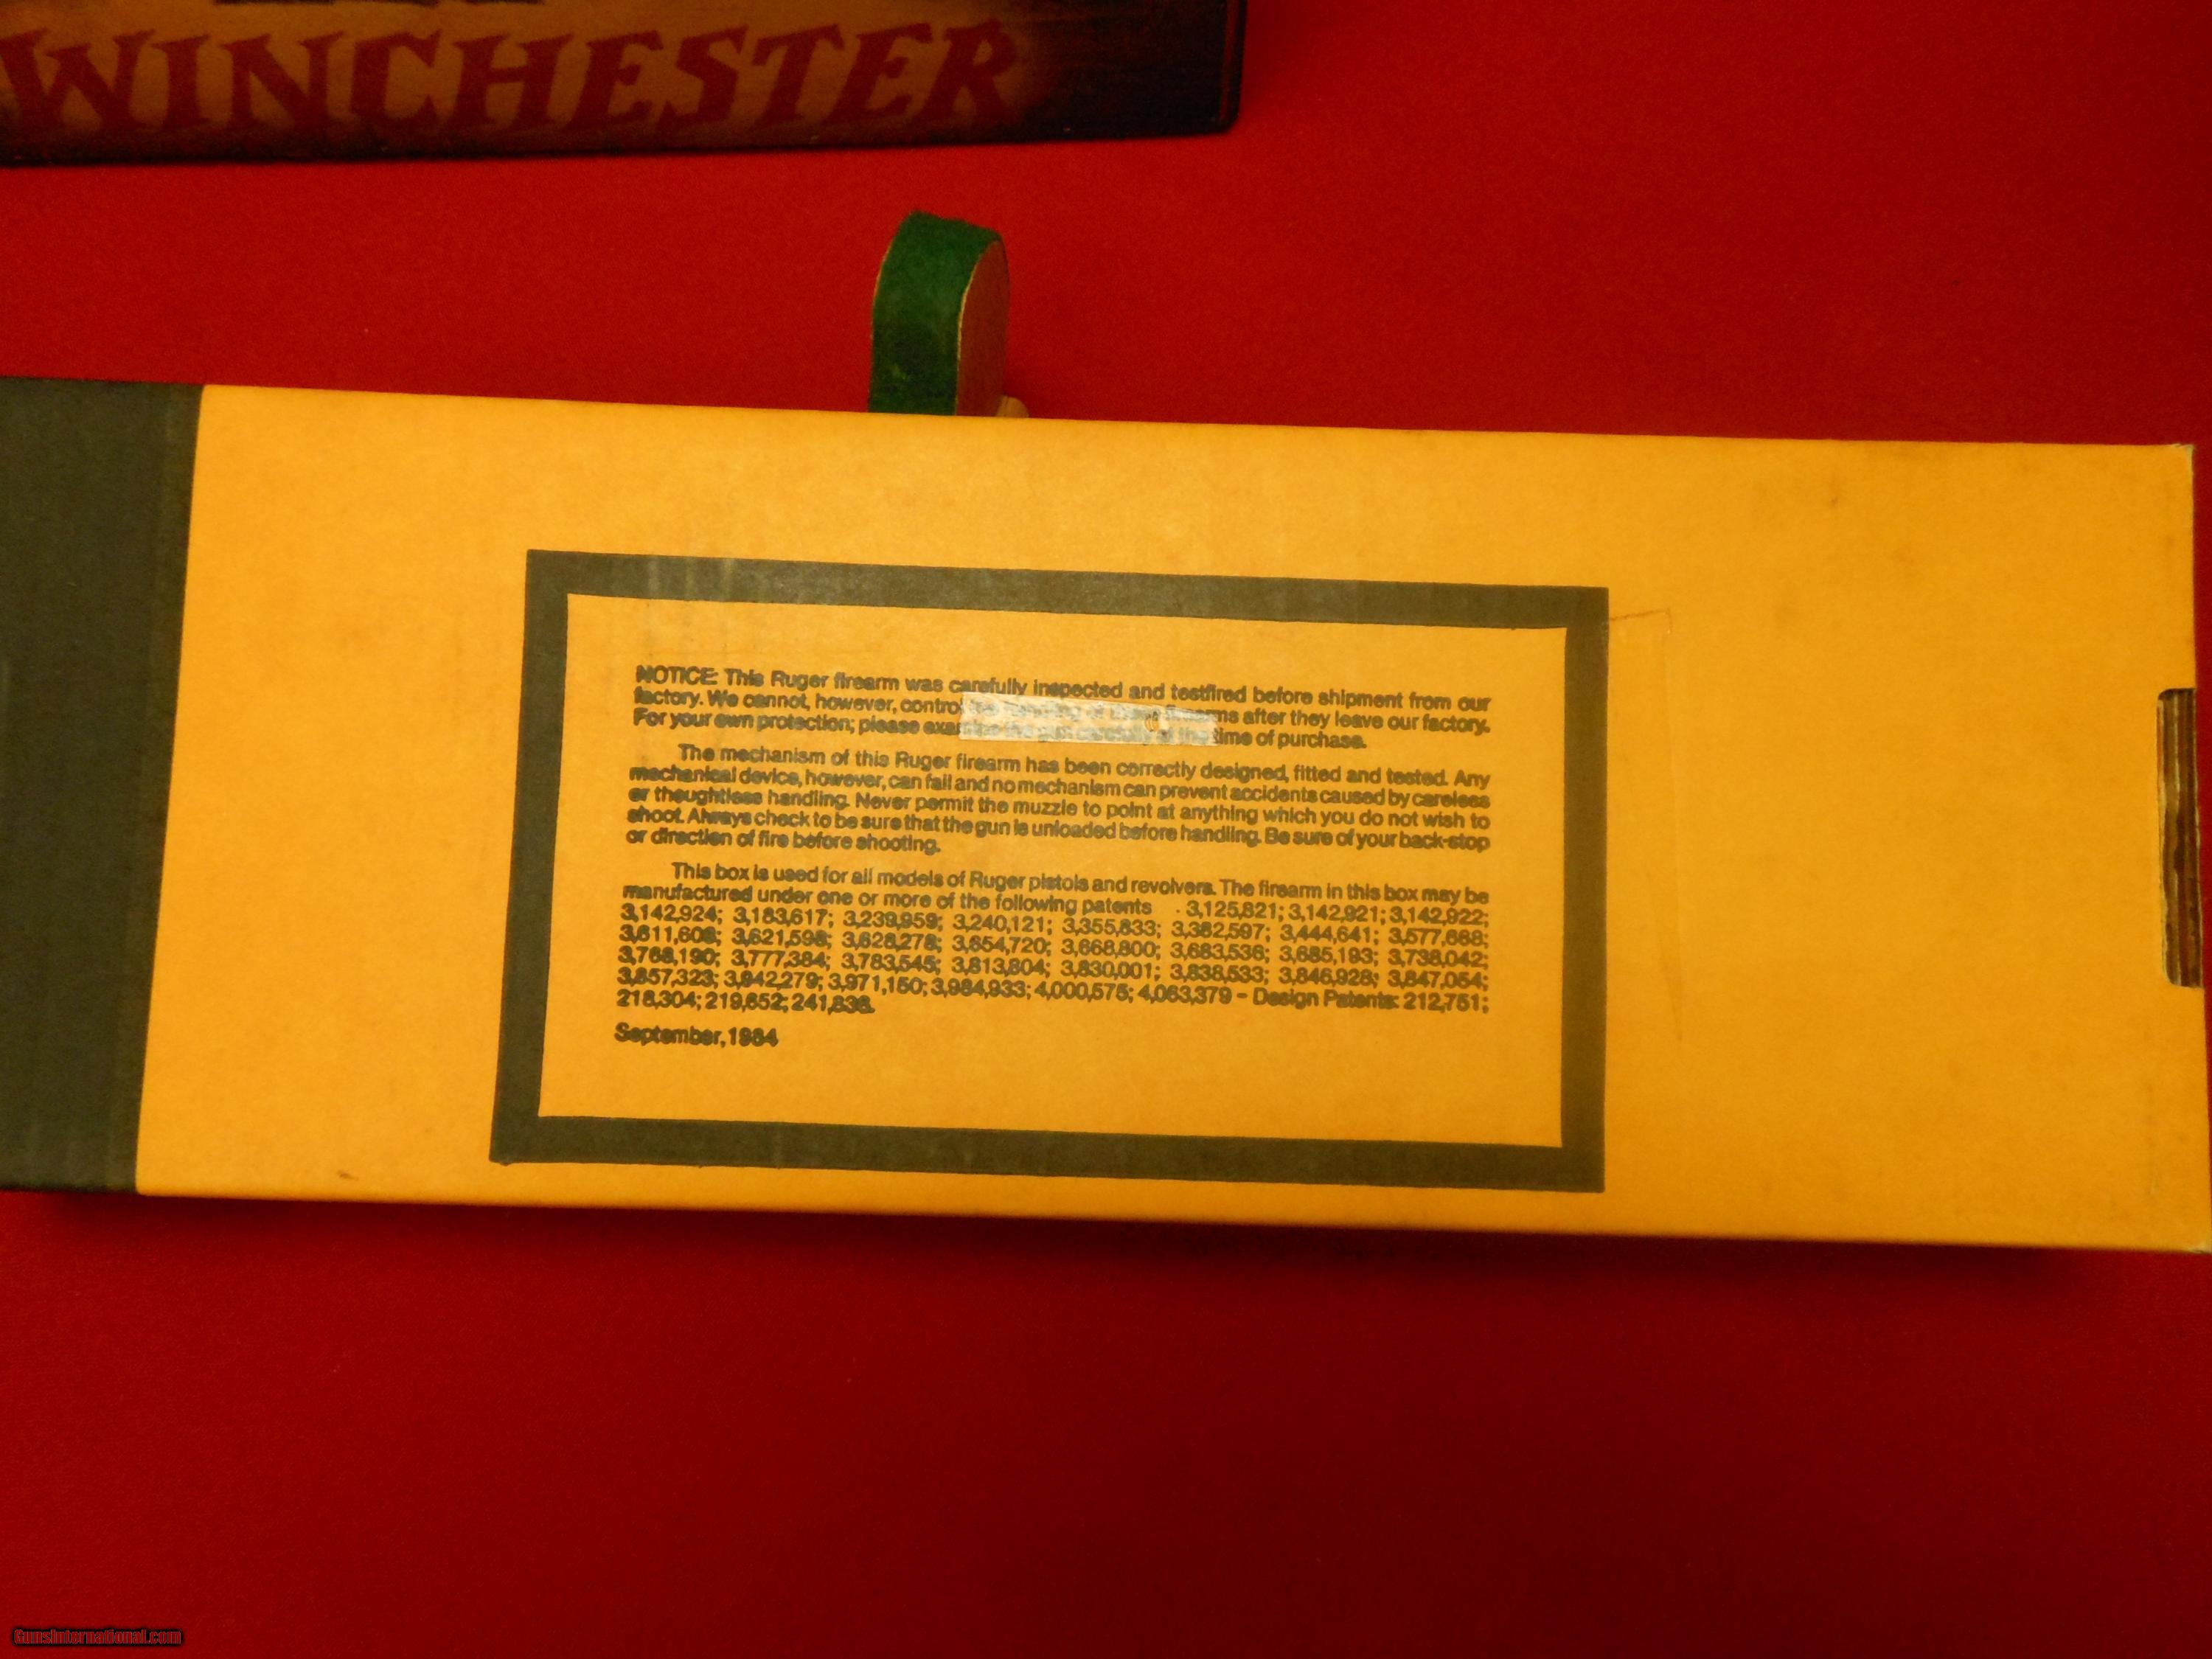 WINCHESTER
NOTICE: This Ruger firearm was carefully inspected and testfired before shipment from our
factory. We cannot, however, control the handling of these firearms after they leave our factory.
For your own protection; please examine the gun carefully at the time of purchase.
The mechanism of this Ruger firearm has been correctly designed, fitted and tested. Any
mechanical device, however, can fail and no mechanism can prevent accidents caused by careless
or thoughtless handling. Never permit the muzzle to point at anything which you do not wish to
shoot. Always check to be sure that the gun is unloaded before handling. Be sure of your back-stop
or direction of fire before shooting.
This box is used for all models of Ruger pistols and revolvers. The firearm in this box may be
manufactured under one or more of the following patents - 3,125,821; 3,142,921; 3,142,922;
3,142,924; 3,183,617; 3,239,959; 3,240,121; 3,355,833; 3,382,597; 3,444,641; 3,577,668;
3,611,606; 3,621,598; 3,628,278; 3,654,720; 3,668,800; 3,683,536; 3,685,193; 3,738,042;
3,768,190; 3,777,384; 3,783,545; 3,813,804; 3,830,001; 3,838,533; 3,846,928; 3,847,054;
3,857,323; 3,942,279; 3,971,150; 3,984,933; 4,000,575; 4,063,379 – Design Patents: 212,751;
218,304; 219,652; 241,836.
September, 1984
GunsInternational.com